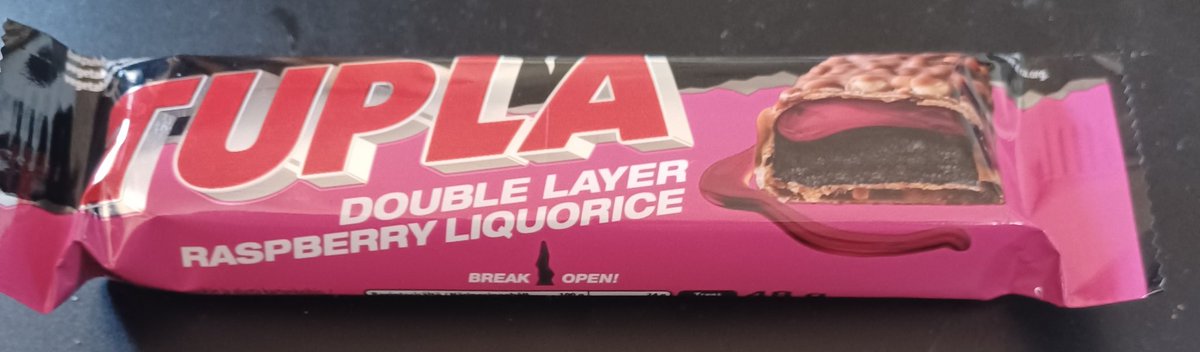 TUPLA
DOUBLE LAYER
RASPBERRY LIQUORICE
BREAK OPEN!